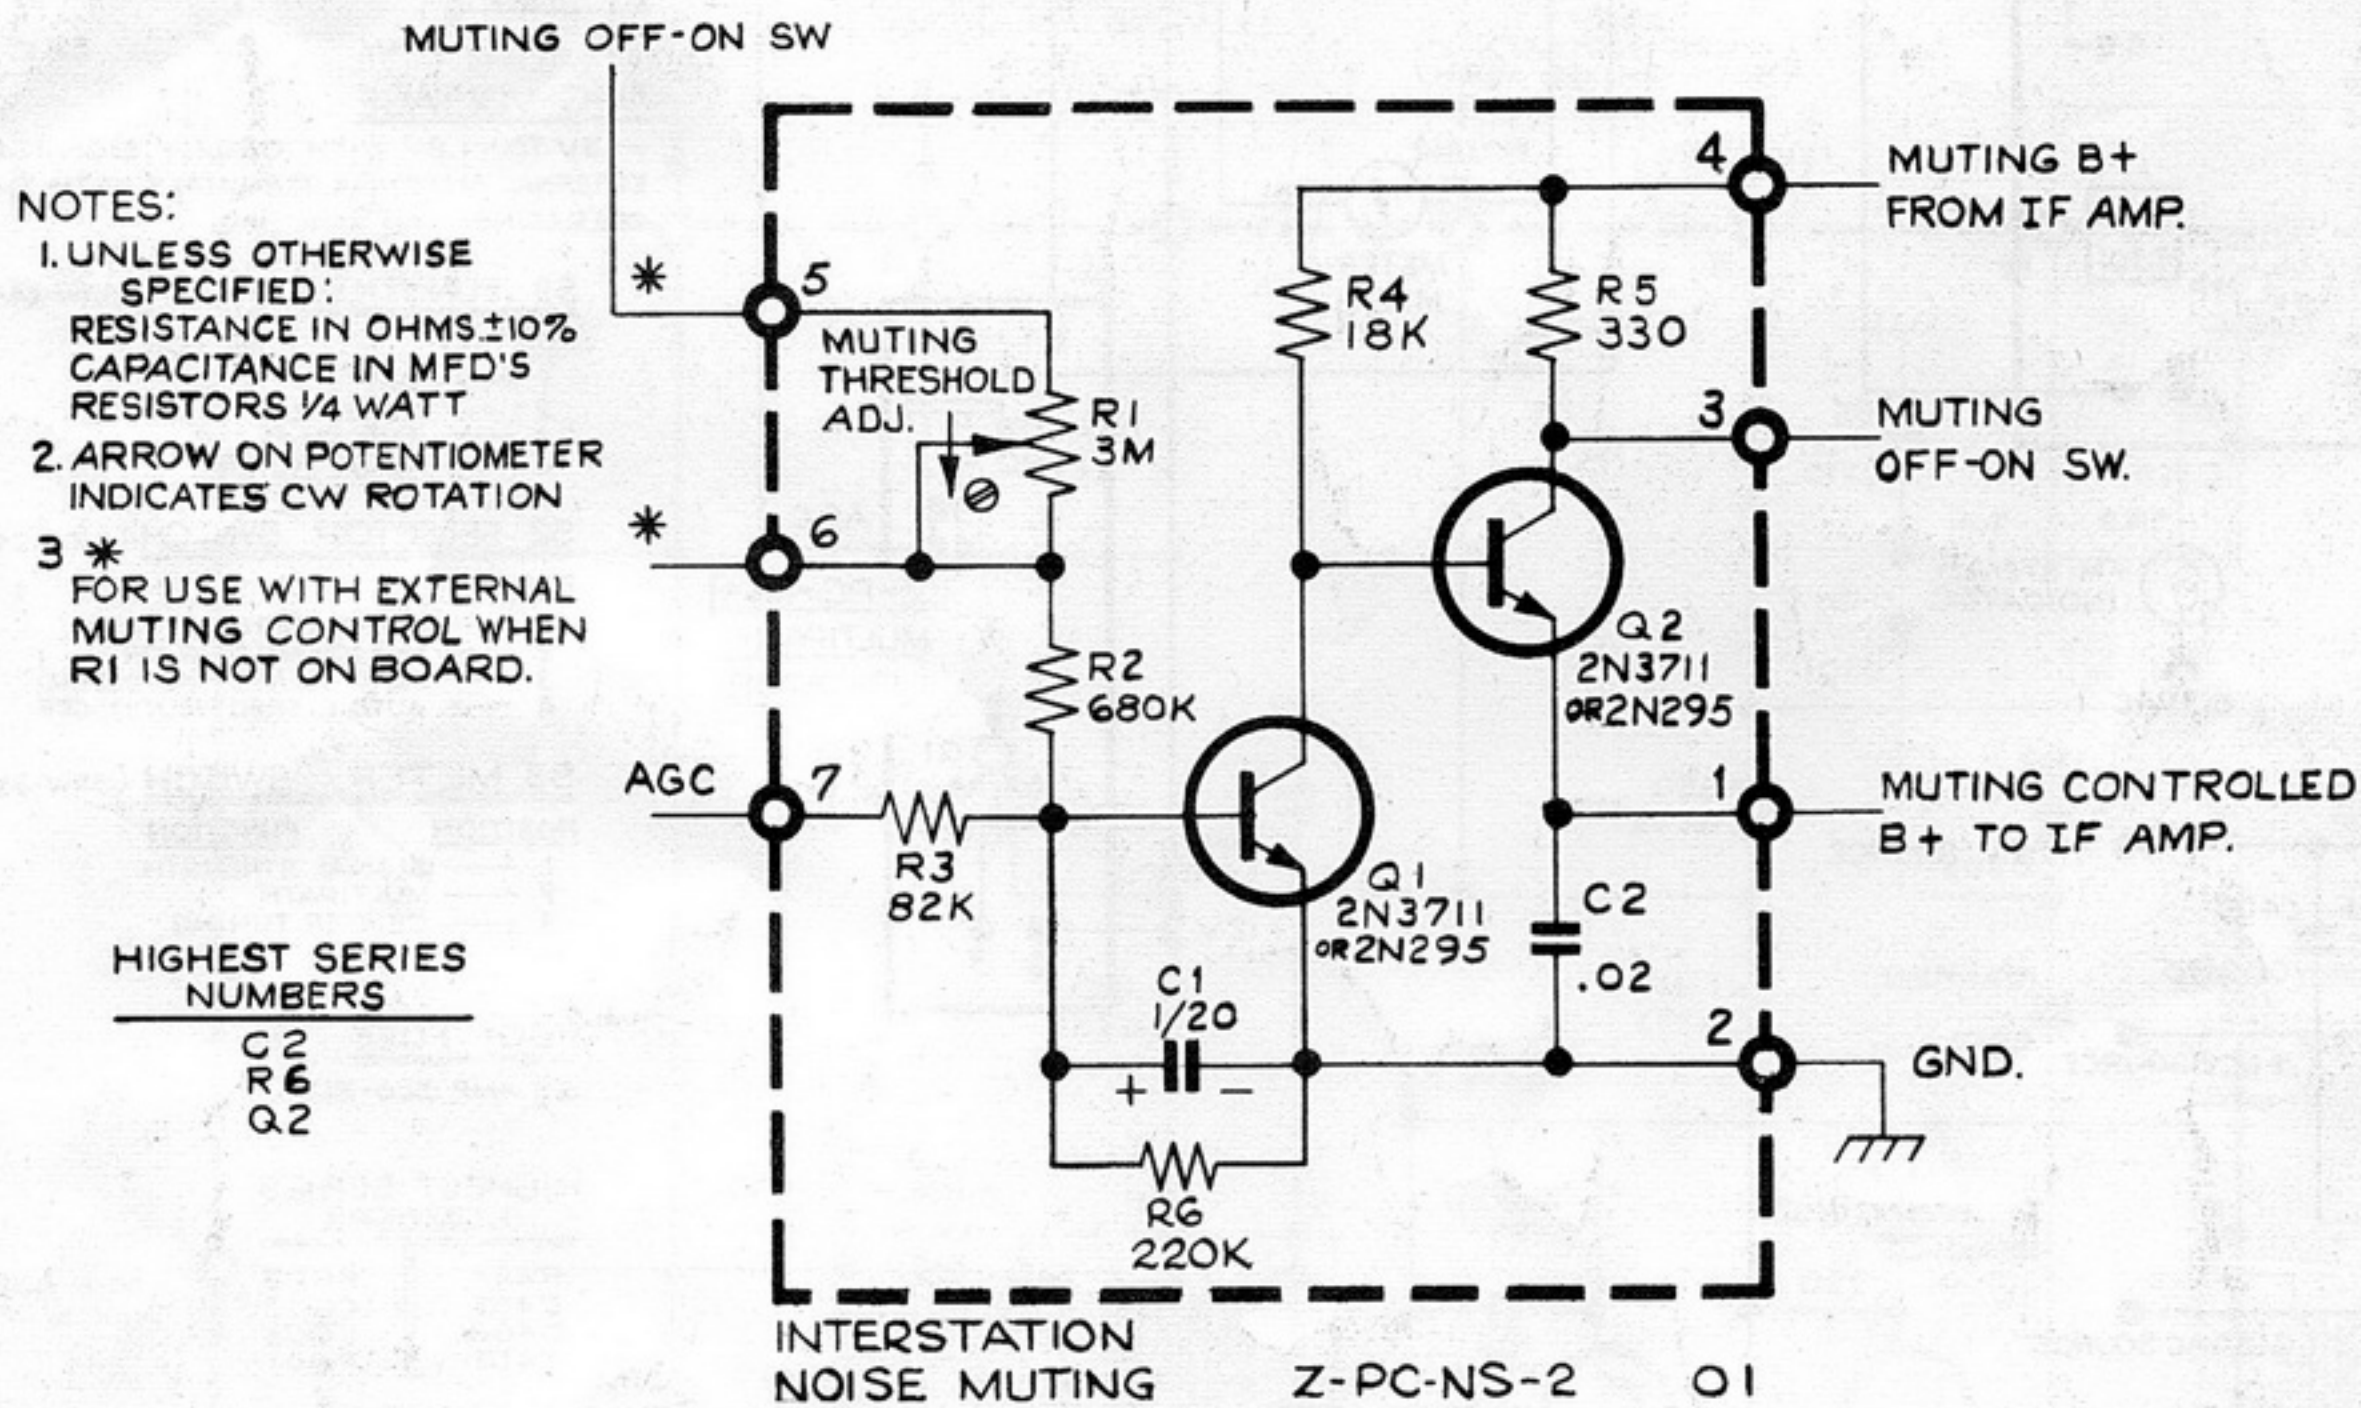 MUTING OFF-ON SW
NOTES:
1. UNLESS OTHERWISE
SPECIFIED:
RESISTANCE IN OHMS ±10%
CAPACITANCE IN MFD'S
RESISTORS 1/4 WATT
2. ARROW ON POTENTIOMETER
INDICATES CW ROTATION
3 *
FOR USE WITH EXTERNAL
MUTING CONTROL WHEN
R1 IS NOT ON BOARD.
HIGHEST SERIES
NUMBERS
C2
R6
Q2
*
5
MUTING
THRESHOLD
ADJ.
R1
3M
*
6
R2
680K
AGC
7
R3
82K
C1
1/20
+ −
R6
220K
Q1
2N3711
OR 2N295
R4
18K
R5
330
Q2
2N3711
OR 2N295
C2
.02
4
MUTING B+
FROM IF AMP.
3
MUTING
OFF-ON SW.
1
MUTING CONTROLLED
B+ TO IF AMP.
2
GND.
INTERSTATION
NOISE MUTING
Z-PC-NS-2 01